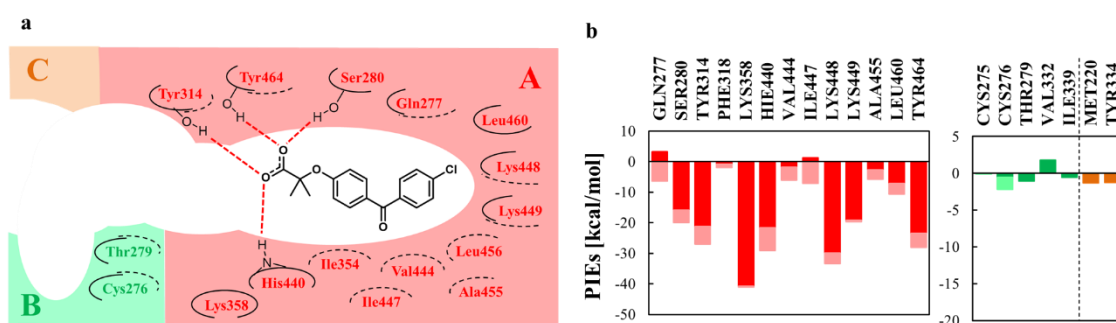 a
C
A
Tyr464
Ser280
Tyr314
Gln277
O
H
O
H
H
O
Leu460
O
O
O
Cl
Lys448
O
Lys449
H
N
Thr279
Leu456
Ile354
Val444
Cys276
His440
Lys358
Ile447
Ala455
B
b
GLN277
SER280
TYR314
PHE318
LYS358
HIE440
VAL444
ILE447
LYS448
LYS449
ALA455
LEU460
TYR464
CYS275
CYS276
THR279
VAL332
ILE339
MET220
TYR334
PIEs [kcal/mol]
10
0
-10
-20
-30
-40
-50
5
0
-5
-10
-15
-20